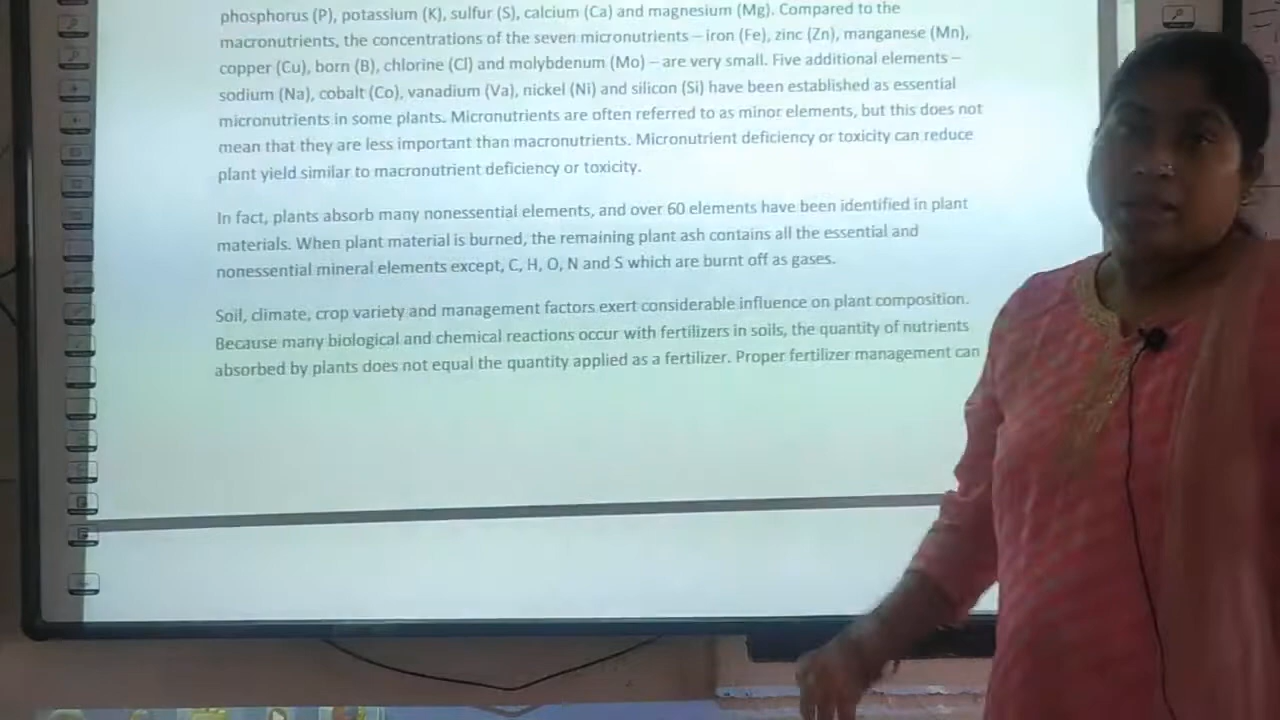 phosphorus (P), potassium (K), sulfur (S), calcium (Ca) and magnesium (Mg). Compared to the
macronutrients, the concentrations of the seven micronutrients – iron (Fe), zinc (Zn), manganese (Mn),
copper (Cu), born (B), chlorine (Cl) and molybdenum (Mo) – are very small. Five additional elements –
sodium (Na), cobalt (Co), vanadium (Va), nickel (Ni) and silicon (Si) have been established as essential
micronutrients in some plants. Micronutrients are often referred to as minor elements, but this does not
mean that they are less important than macronutrients. Micronutrient deficiency or toxicity can reduce
plant yield similar to macronutrient deficiency or toxicity.
In fact, plants absorb many nonessential elements, and over 60 elements have been identified in plant
materials. When plant material is burned, the remaining plant ash contains all the essential and
nonessential mineral elements except, C, H, O, N and S which are burnt off as gases.
Soil, climate, crop variety and management factors exert considerable influence on plant composition.
Because many biological and chemical reactions occur with fertilizers in soils, the quantity of nutrients
absorbed by plants does not equal the quantity applied as a fertilizer. Proper fertilizer management can